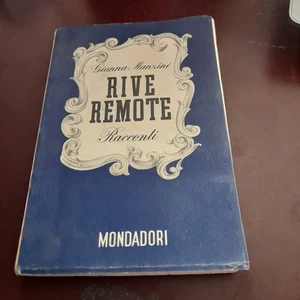 Gianna Manzini
RIVE
REMOTE
Racconti
MONDADORI